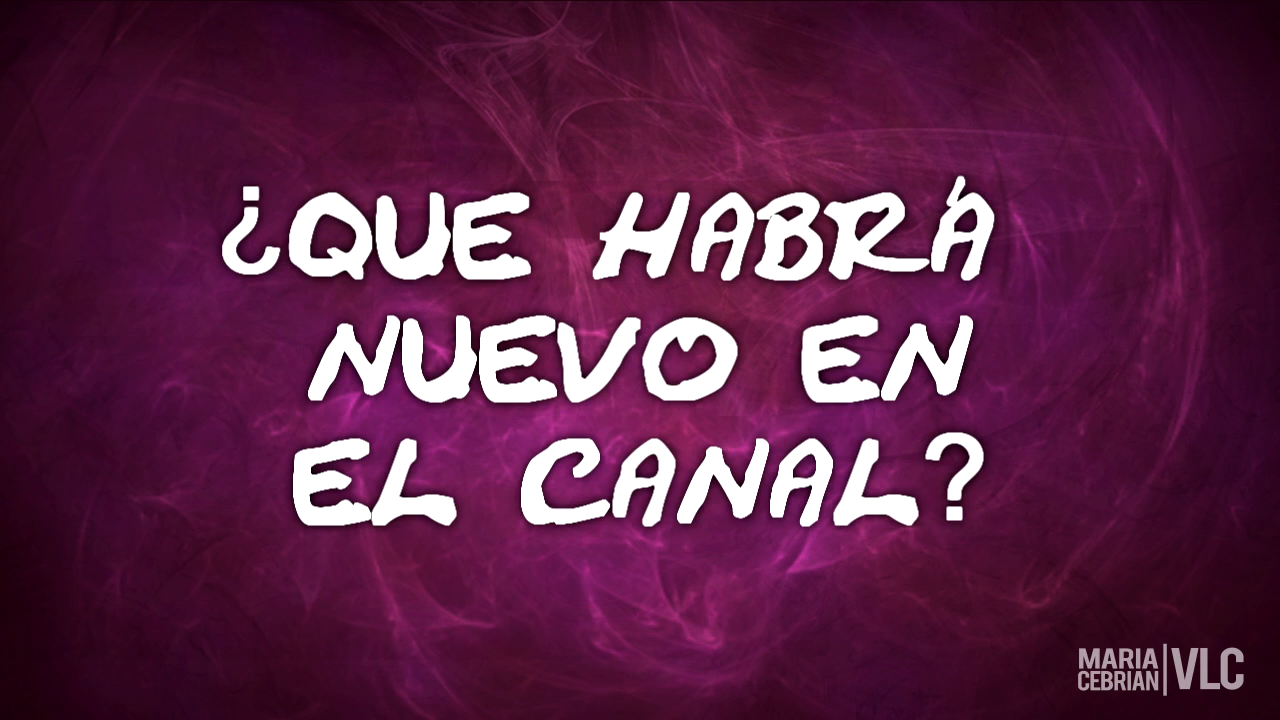 ¿QUE HABRÁ
NUEVO EN
EL CANAL?
MARIA
CEBRIAN
VLC